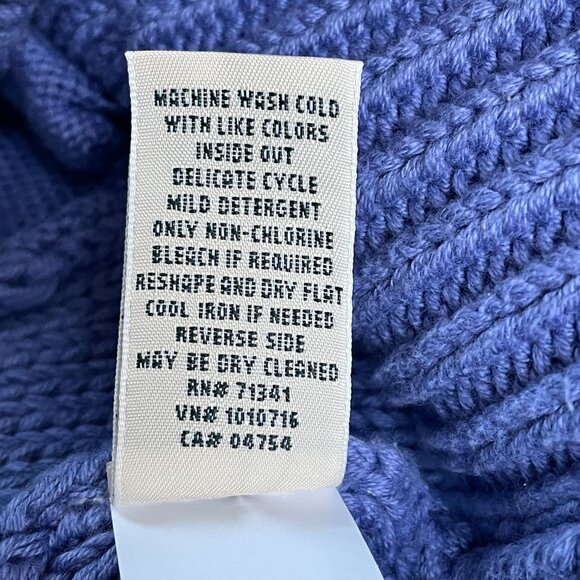 MACHINE WASH COLD
WITH LIKE COLORS
INSIDE OUT
DELICATE CYCLE
MILD DETERGENT
ONLY NON-CHLORINE
BLEACH IF REQUIRED
RESHAPE AND DRY FLAT
COOL IRON IF NEEDED
REVERSE SIDE
MAY BE DRY CLEANED
RN# 71341
VN# 1010716
CA# 04754